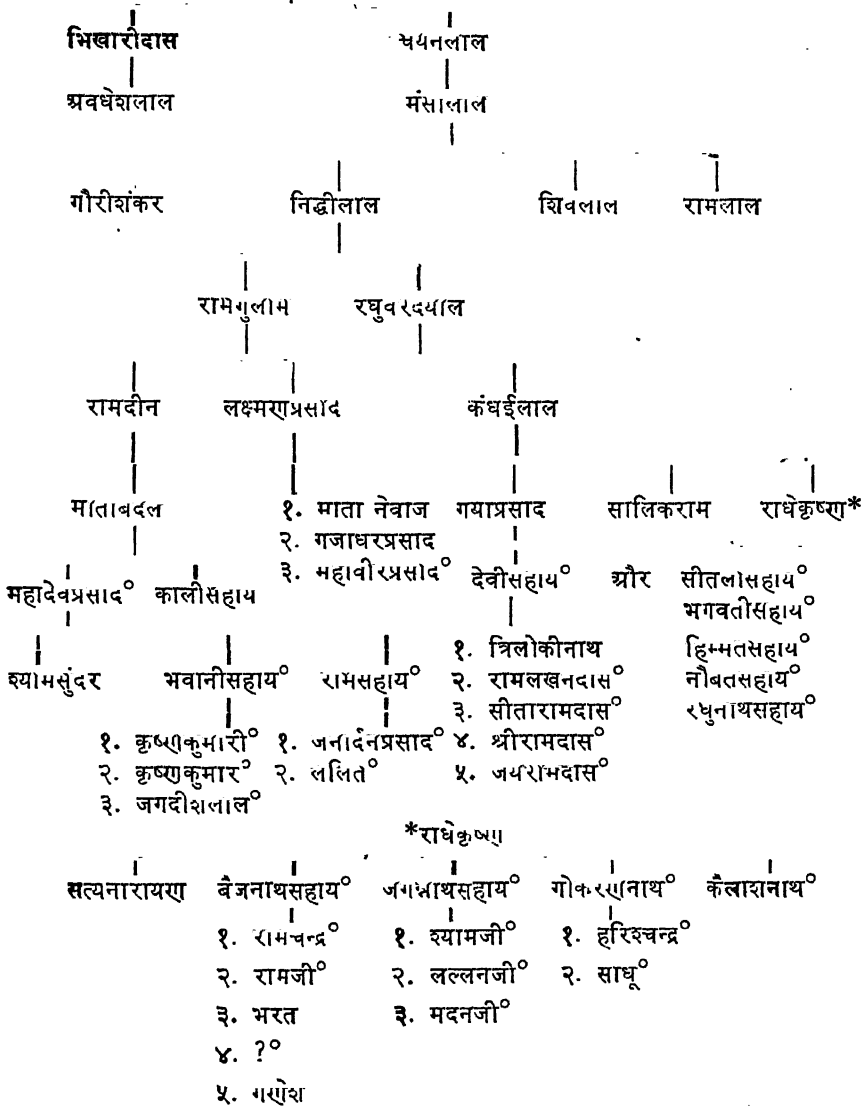 भिखारीदास चयनलाल
अवधेशलाल मंसालाल
गौरीशंकर निद्धीलाल शिवलाल रामलाल
रामगुलाम रघुवरदयाल
रामदीन लक्ष्मणप्रसाद कंधईलाल
माताबदल १. माता नेवाज गयाप्रसाद सालिकराम राधेकृष्ण*
२. गजाधरप्रसाद
३. महावीरप्रसाद° देवीसहाय° और सीतलासहाय°
महादेवप्रसाद° कालीसहाय भगवतीसहाय°
१. त्रिलोकीनाथ हिम्मतसहाय°
श्यामसुंदर भवानीसहाय° रामसहाय° २. रामलखनदास° नौबतसहाय°
३. सीतारामदास° रघुनाथसहाय°
१. कृष्णकुमारी° १. जनार्दनप्रसाद° ४. श्रीरामदास°
२. कृष्णकुमार° २. ललित° ५. जयरामदास°
३. जगदीशलाल°
*राधेकृष्ण
सत्यनारायण बैजनाथसहाय° जगन्नाथसहाय° गोकरणनाथ° कैलाशनाथ°
१. रामचन्द्र° १. श्यामजी° १. हरिश्चन्द्र°
२. रामजी° २. लल्लनजी° २. साधू°
३. भरत ३. मदनजी°
४. ?°
५. गणेश